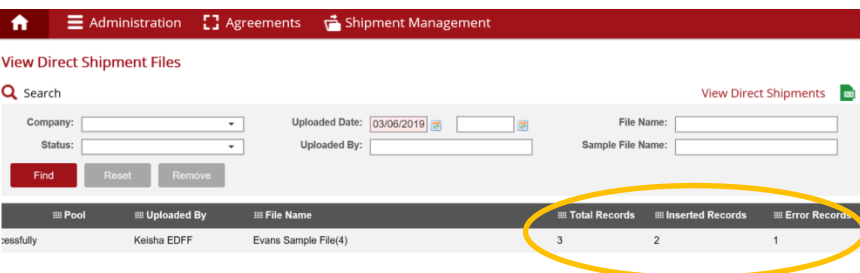 Administration Agreements Shipment Management
View Direct Shipment Files
Search View Direct Shipments
Company: Uploaded Date: 03/06/2019 File Name:
Status: Uploaded By: Sample File Name:
Find Reset Remove
Pool Uploaded By File Name Total Records Inserted Records Error Records
cessfully Keisha EDFF Evans Sample File(4) 3 2 1